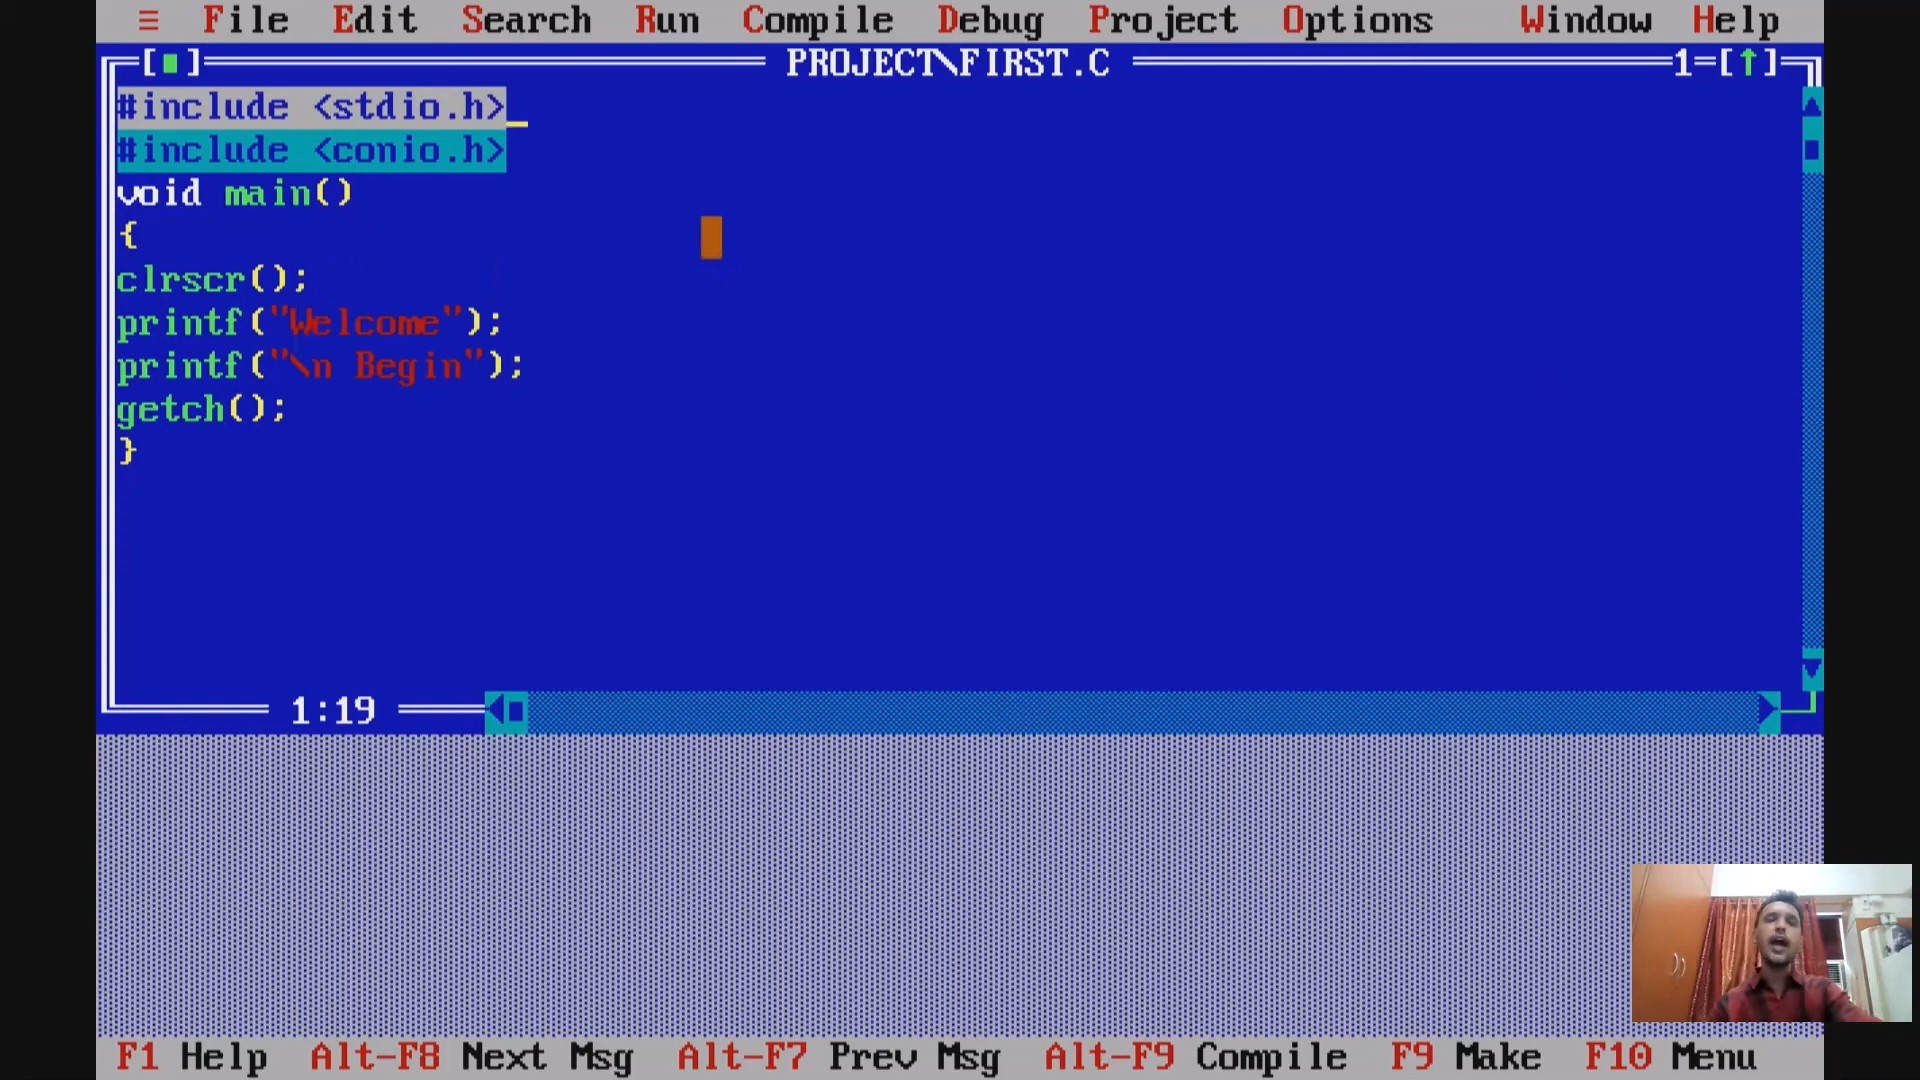 ≡ File Edit Search Run Compile Debug Project Options Window Help
[■] PROJECT\FIRST.C 1=[↑]
#include <stdio.h>
#include <conio.h>
void main()
{
clrscr();
printf("Welcome");
printf("\n Begin");
getch();
}
1:19
F1 Help Alt-F8 Next Msg Alt-F7 Prev Msg Alt-F9 Compile F9 Make F10 Menu